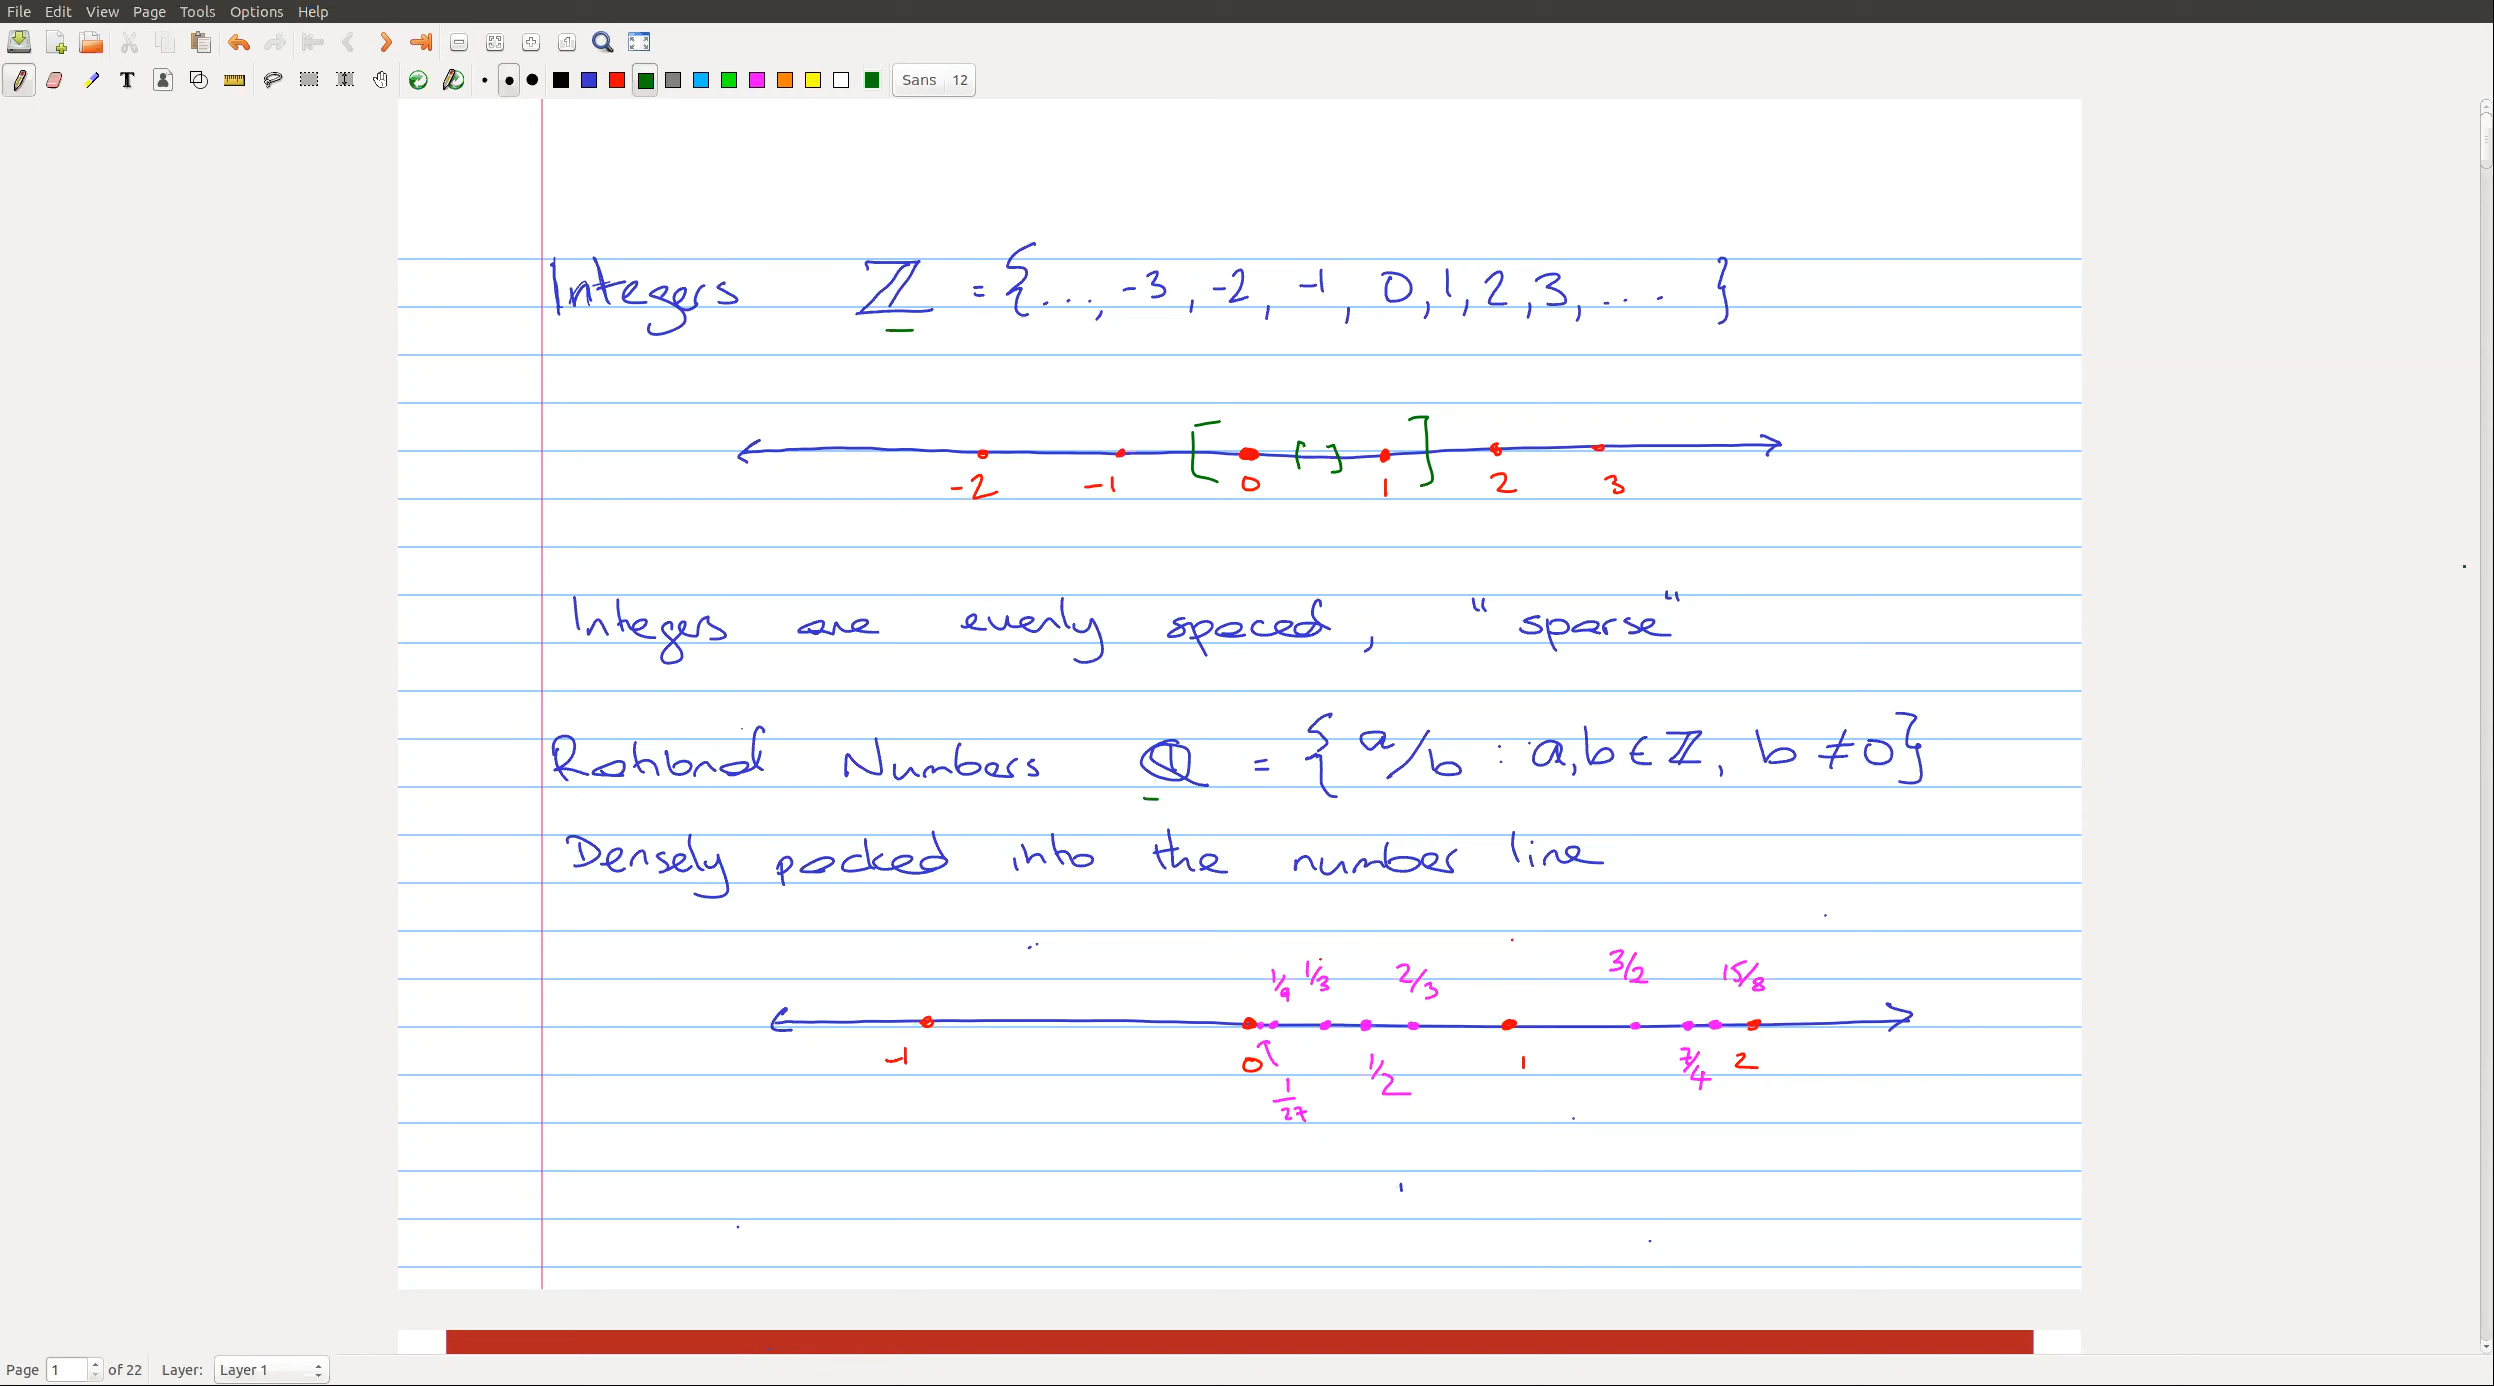 File Edit View Page Tools Options Help
Sans 12
Integers ℤ = {..., -3, -2, -1, 0, 1, 2, 3, ... }
-2 -1 0 1 2 3
Integers are evenly spaced, "sparse"
Rational Numbers ℚ = { a/b : a,b ∈ ℤ, b ≠ 0}
Densely packed into the number line
1/9 1/3 2/3 3/2 15/8
-1 0 1/27 1/2 1 7/4 2
Page 1 of 22 Layer: Layer 1